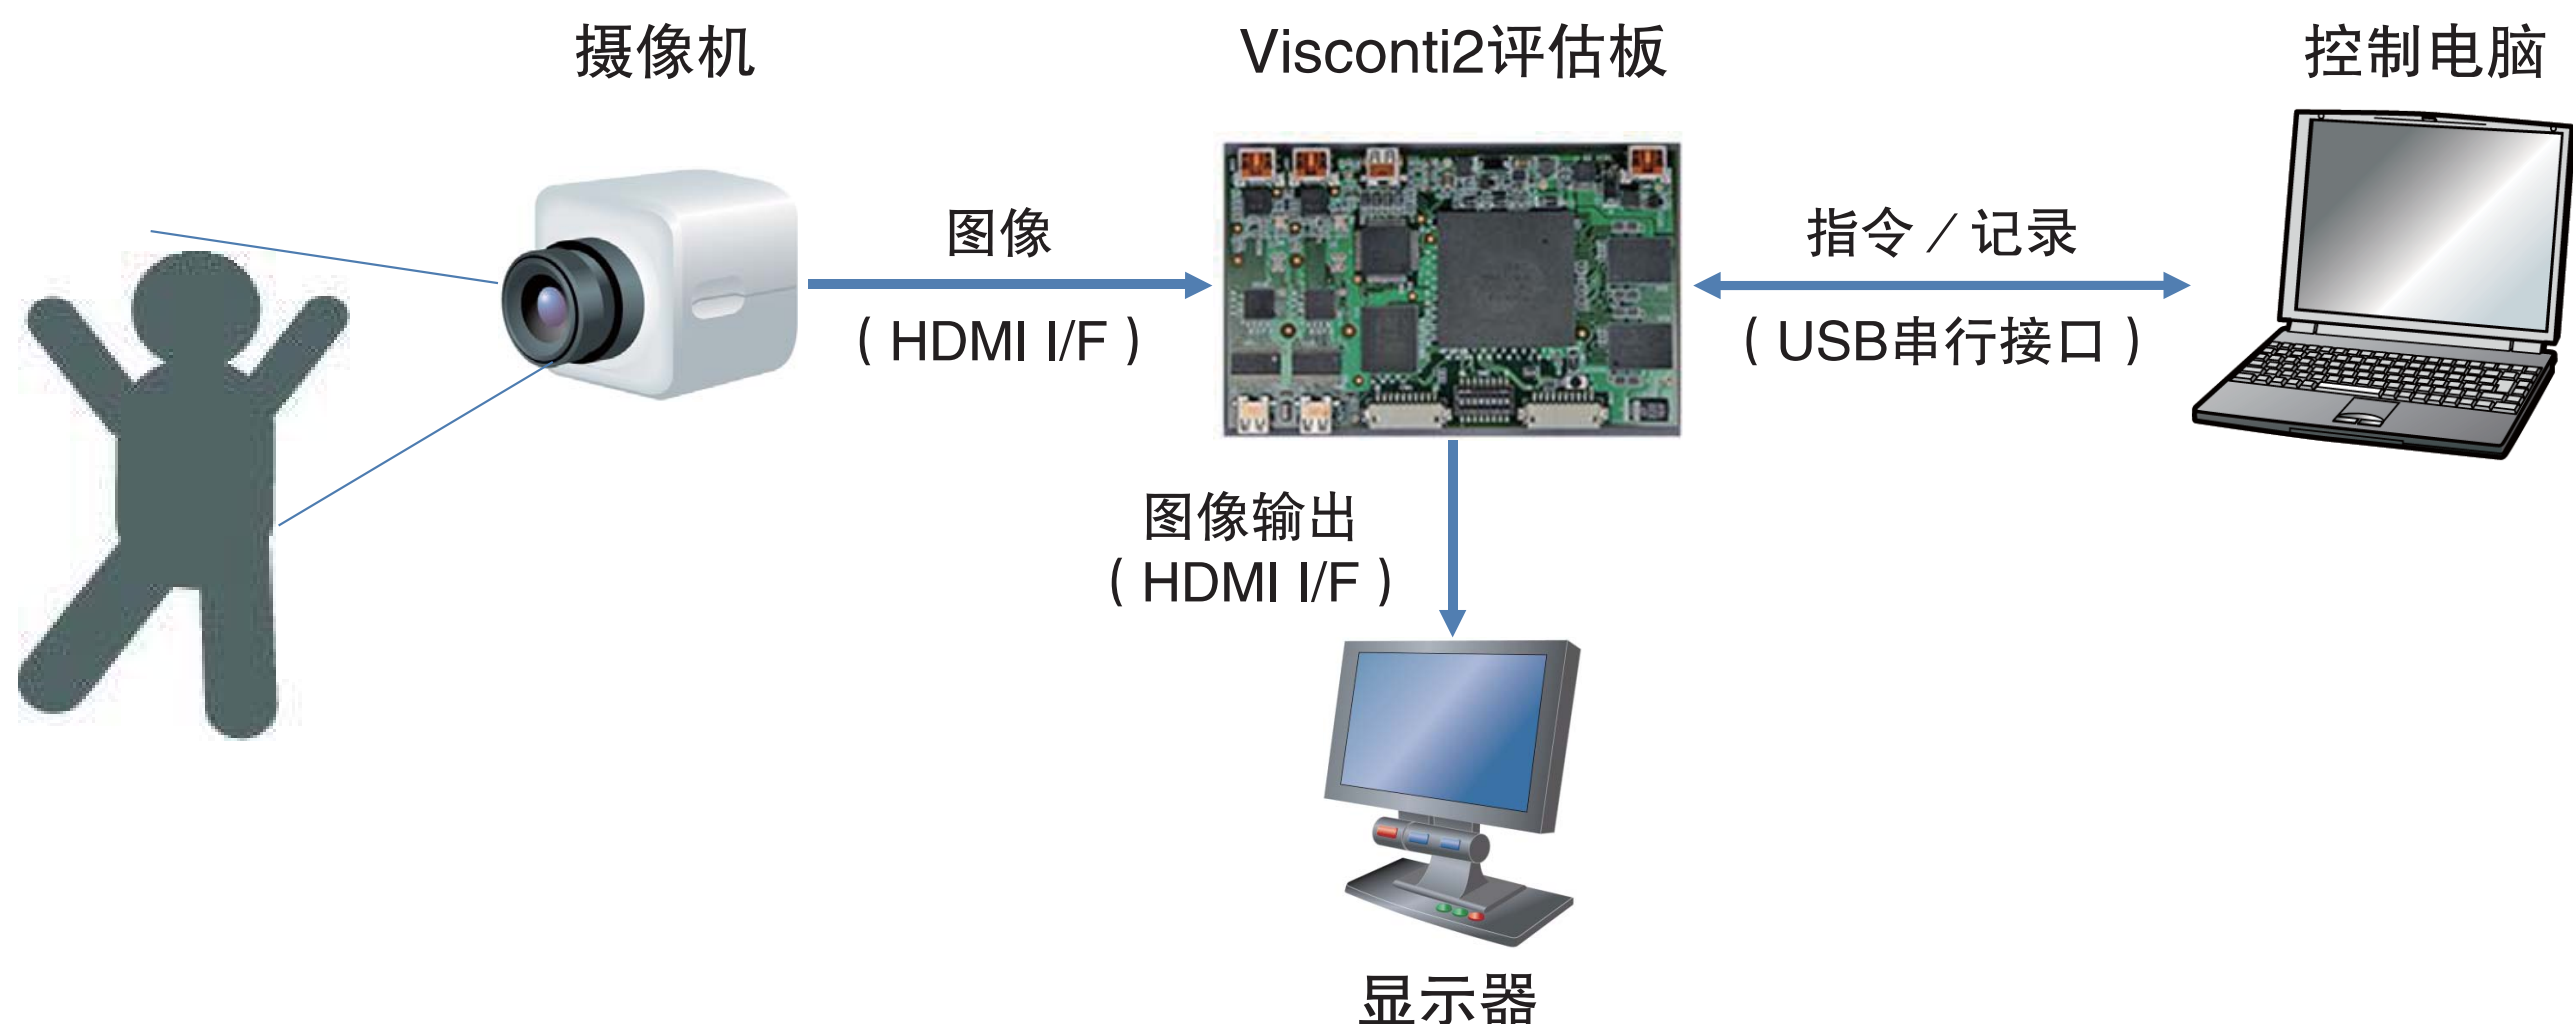 摄像机
Visconti2评估板
控制电脑
图像
（HDMI I/F）
指令／记录
（USB串行接口）
图像输出
（HDMI I/F）
显示器